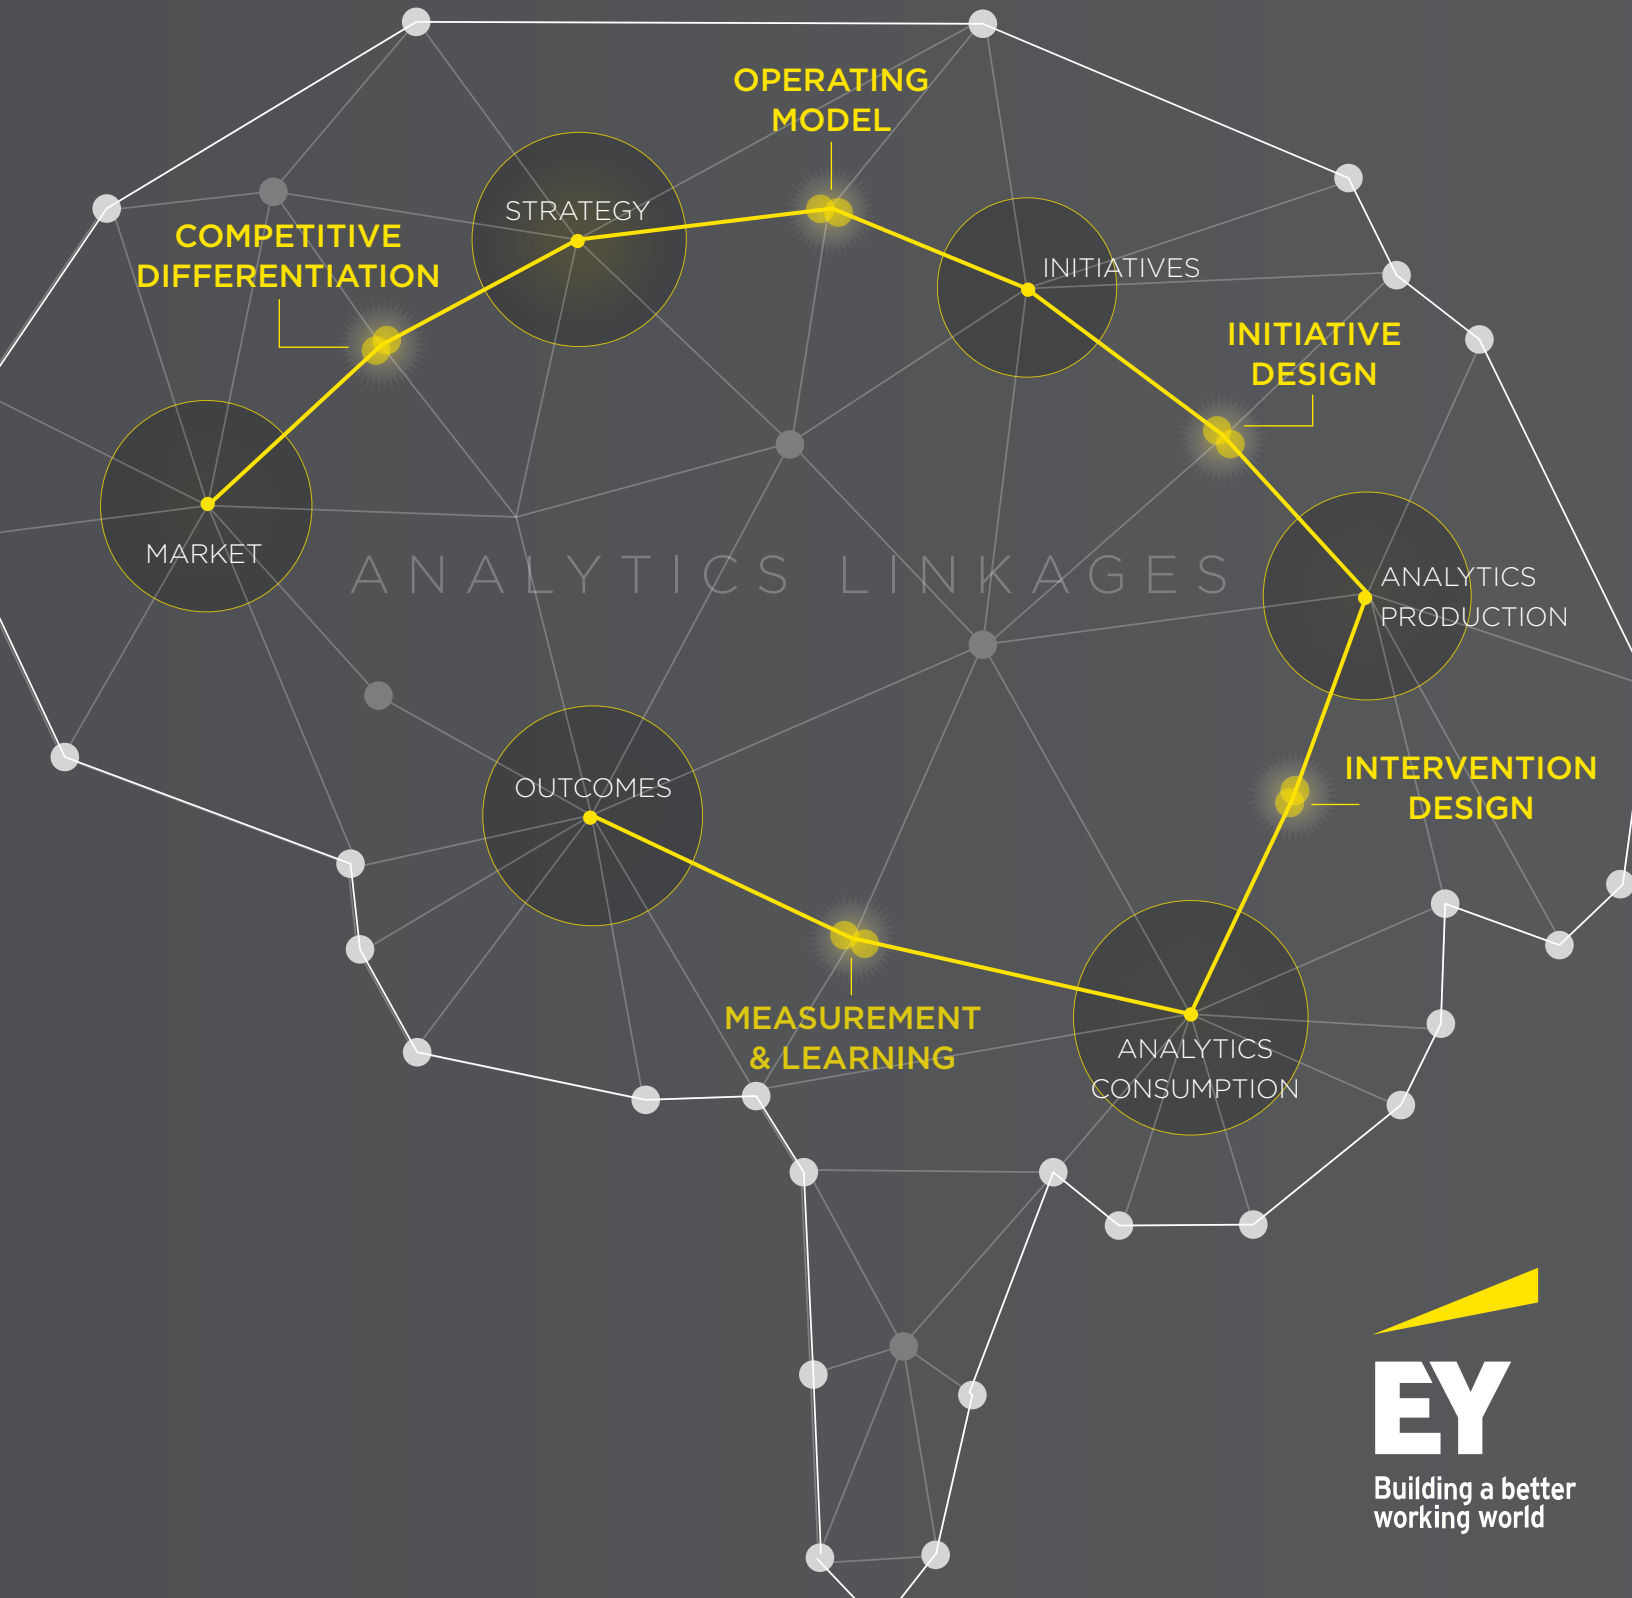 OPERATING
MODEL
STRATEGY
COMPETITIVE
DIFFERENTIATION
INITIATIVES
INITIATIVE
DESIGN
MARKET
ANALYTICS LINKAGES
ANALYTICS
PRODUCTION
OUTCOMES
INTERVENTION
DESIGN
MEASUREMENT
& LEARNING
ANALYTICS
CONSUMPTION
EY
Building a better
working world